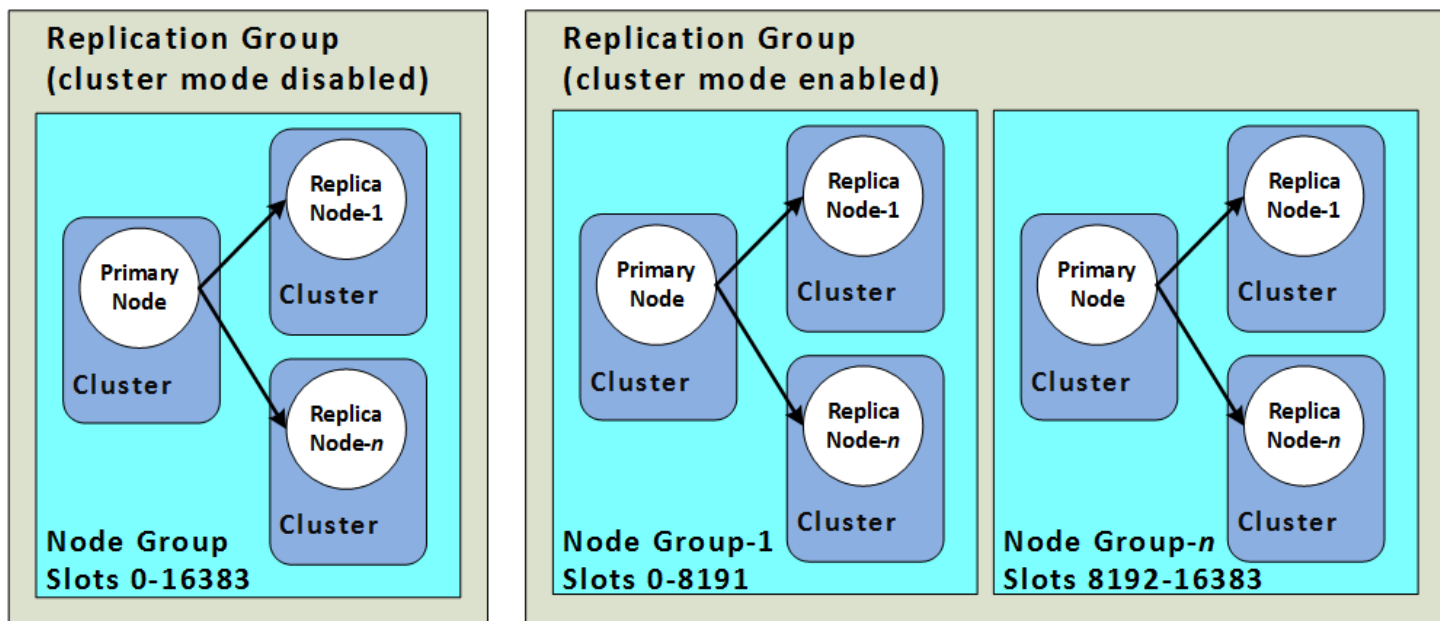 Replication Group
(cluster mode disabled)
Replica
Node-1
Cluster
Primary
Node
Cluster
Replica
Node-n
Cluster
Node Group
Slots 0-16383
Replication Group
(cluster mode enabled)
Replica
Node-1
Cluster
Primary
Node
Cluster
Replica
Node-n
Cluster
Node Group-1
Slots 0-8191
Replica
Node-1
Cluster
Primary
Node
Cluster
Replica
Node-n
Cluster
Node Group-n
Slots 8192-16383